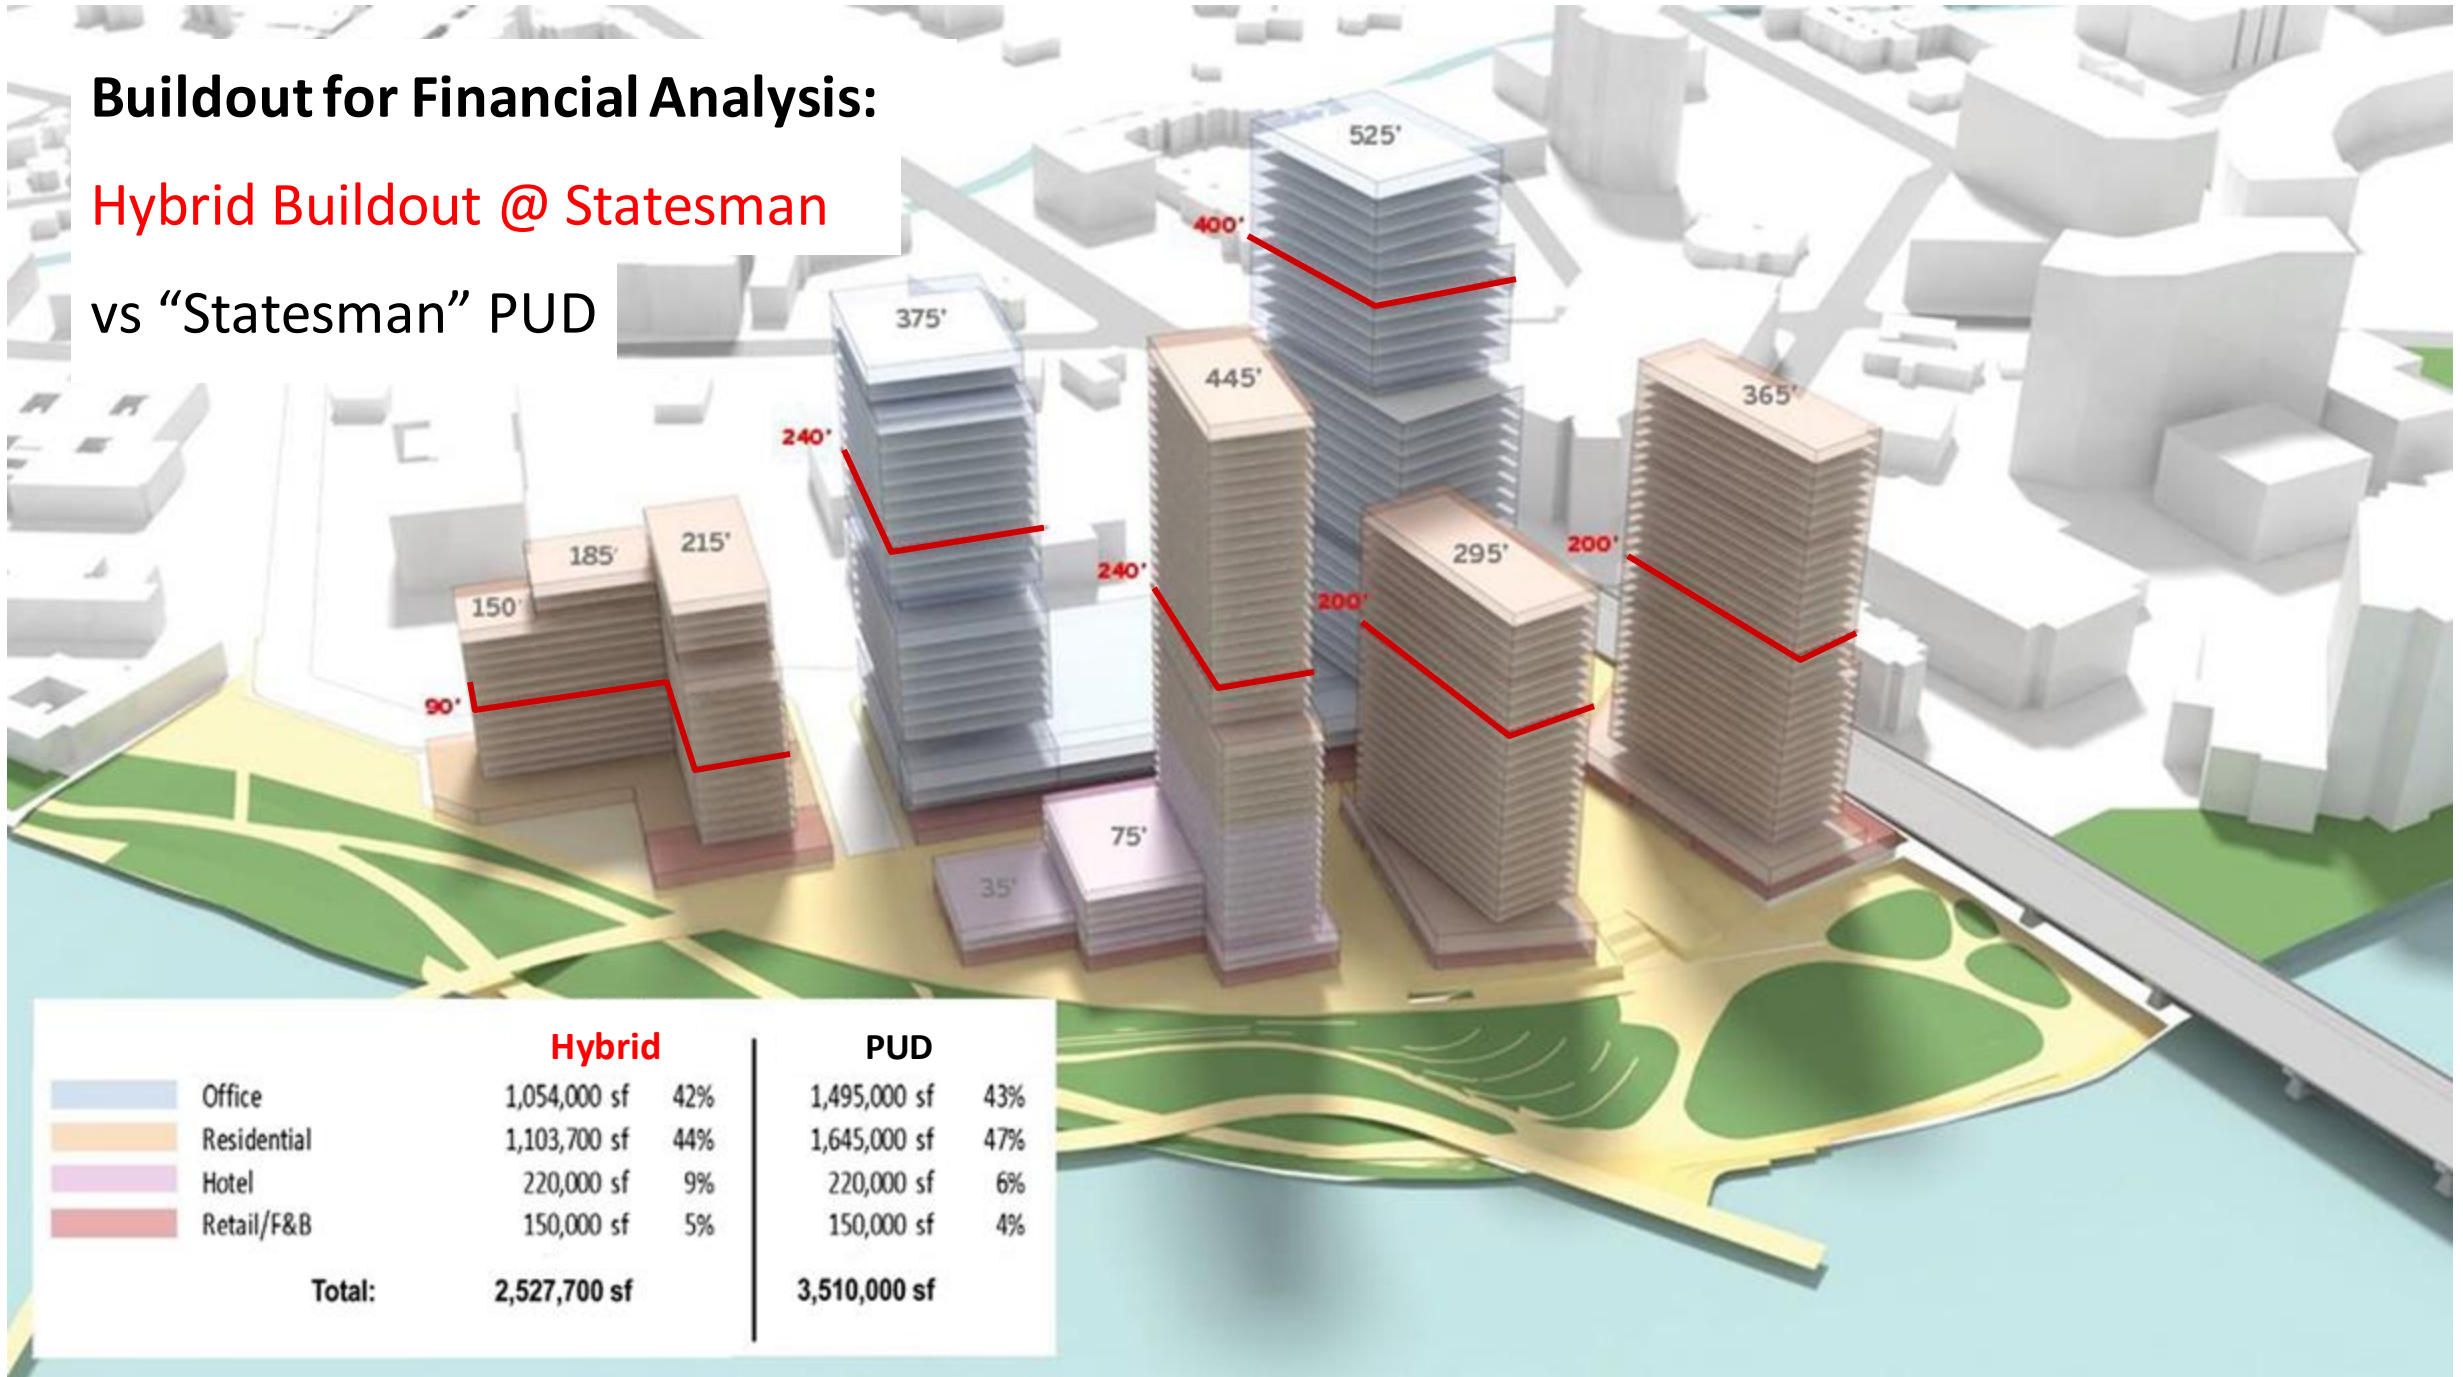 Buildout for Financial Analysis:
Hybrid Buildout @ Statesman
vs “Statesman” PUD
525'
400'
375'
445'
365'
240'
185'
215'
295'
200'
240'
150'
200'
90'
75'
35'
Hybrid PUD
Office 1,054,000 sf 42% 1,495,000 sf 43%
Residential 1,103,700 sf 44% 1,645,000 sf 47%
Hotel 220,000 sf 9% 220,000 sf 6%
Retail/F&B 150,000 sf 5% 150,000 sf 4%
Total: 2,527,700 sf 3,510,000 sf